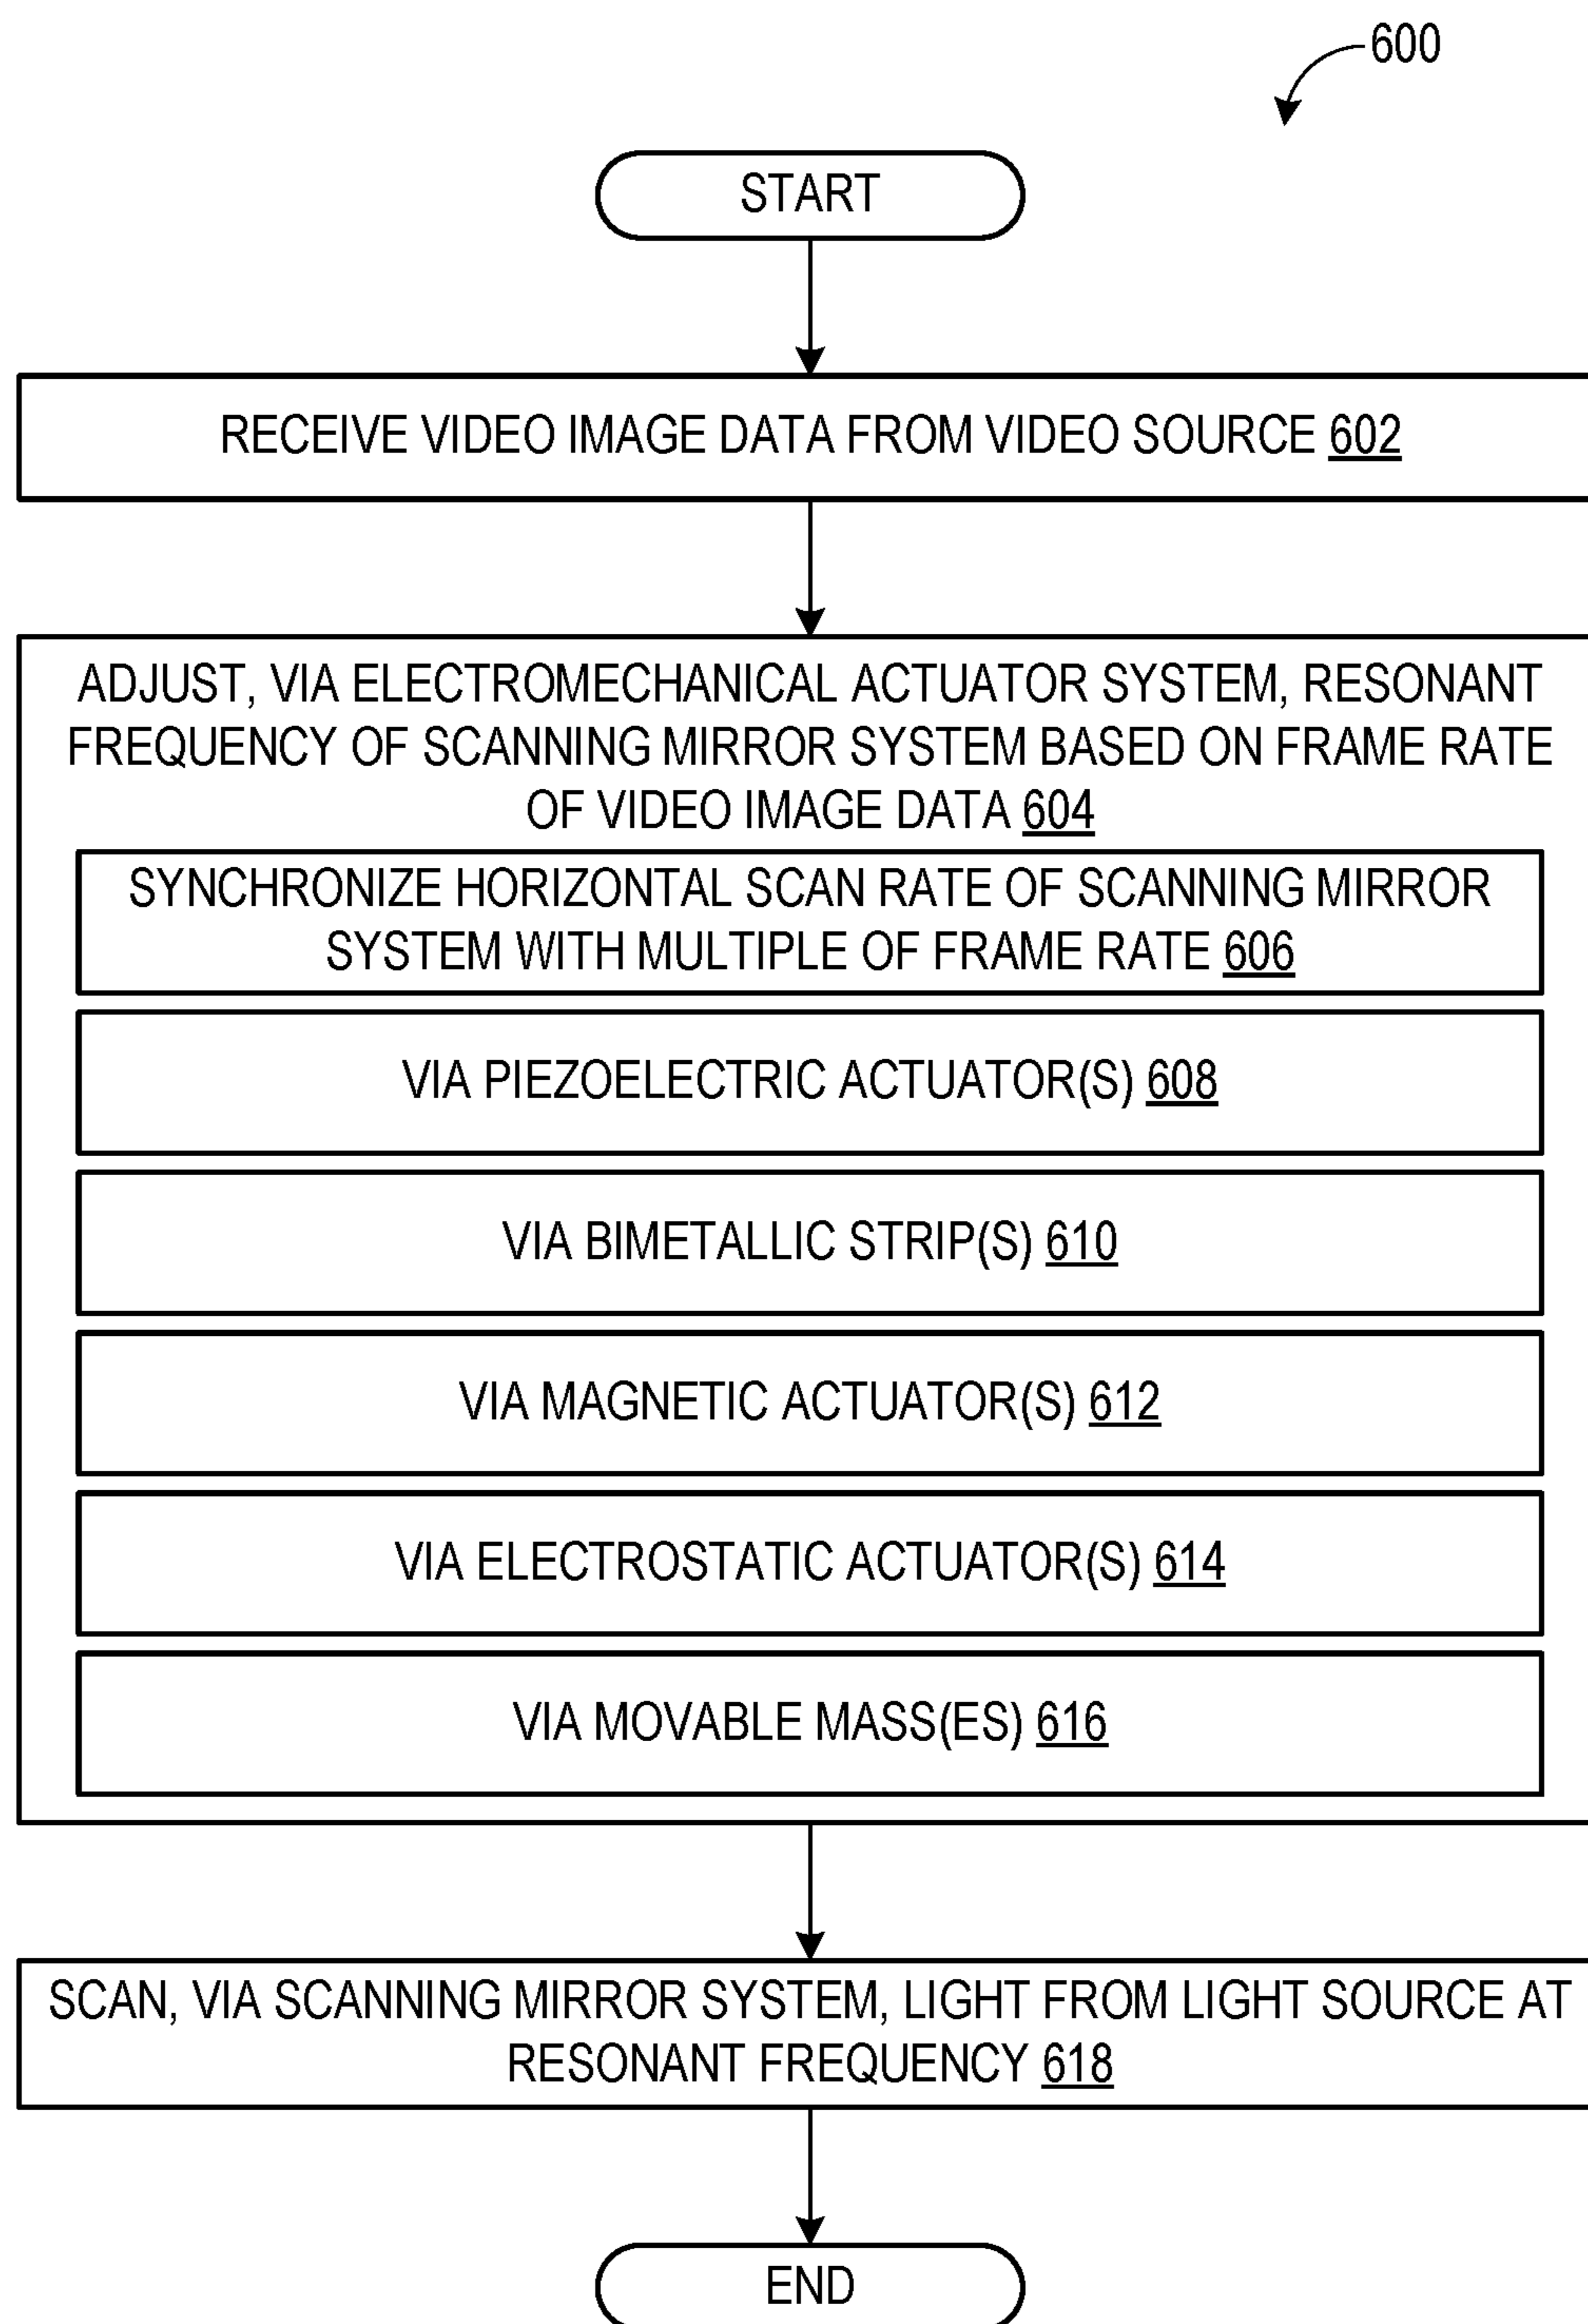 600
START
RECEIVE VIDEO IMAGE DATA FROM VIDEO SOURCE 602
ADJUST, VIA ELECTROMECHANICAL ACTUATOR SYSTEM, RESONANT
FREQUENCY OF SCANNING MIRROR SYSTEM BASED ON FRAME RATE
OF VIDEO IMAGE DATA 604
SYNCHRONIZE HORIZONTAL SCAN RATE OF SCANNING MIRROR
SYSTEM WITH MULTIPLE OF FRAME RATE 606
VIA PIEZOELECTRIC ACTUATOR(S) 608
VIA BIMETALLIC STRIP(S) 610
VIA MAGNETIC ACTUATOR(S) 612
VIA ELECTROSTATIC ACTUATOR(S) 614
VIA MOVABLE MASS(ES) 616
SCAN, VIA SCANNING MIRROR SYSTEM, LIGHT FROM LIGHT SOURCE AT
RESONANT FREQUENCY 618
END